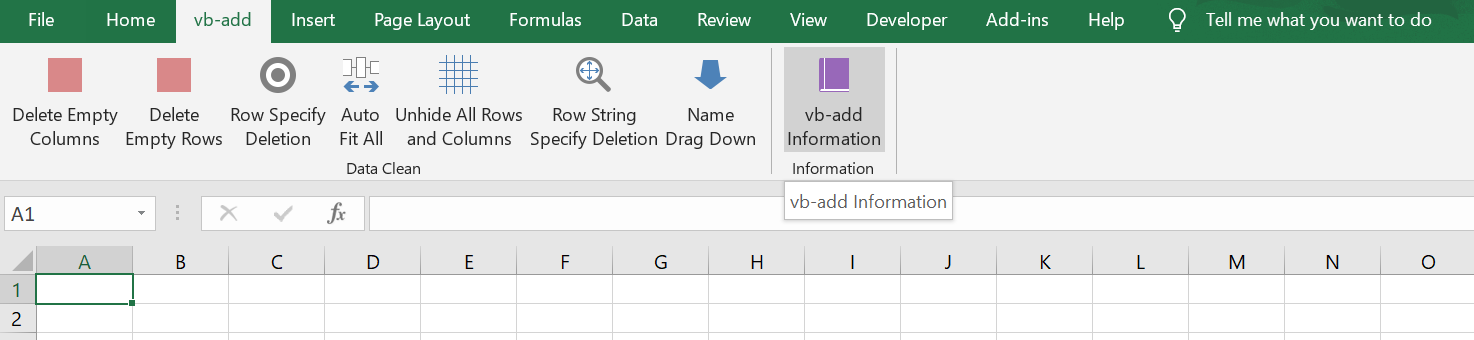 File Home vb-add Insert Page Layout Formulas Data Review View Developer Add-ins Help Tell me what you want to do
Delete Empty Columns
Delete Empty Rows
Row Specify Deletion
Auto Fit All
Unhide All Rows and Columns
Row String Specify Deletion
Name Drag Down
vb-add Information
Data Clean
Information
vb-add Information
A1
fx
A B C D E F G H I J K L M N O
1
2